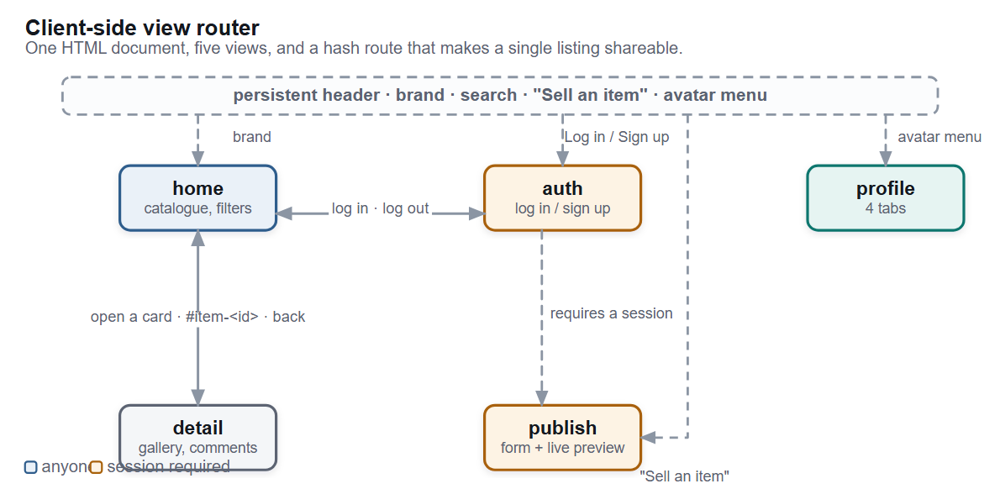 Client-side view router
One HTML document, five views, and a hash route that makes a single listing shareable.
persistent header · brand · search · "Sell an item" · avatar menu
brand
Log in / Sign up
avatar menu
home
catalogue, filters
log in · log out
auth
log in / sign up
profile
4 tabs
open a card · #item-<id> · back
requires a session
detail
gallery, comments
publish
form + live preview
anyone
session required
"Sell an item"